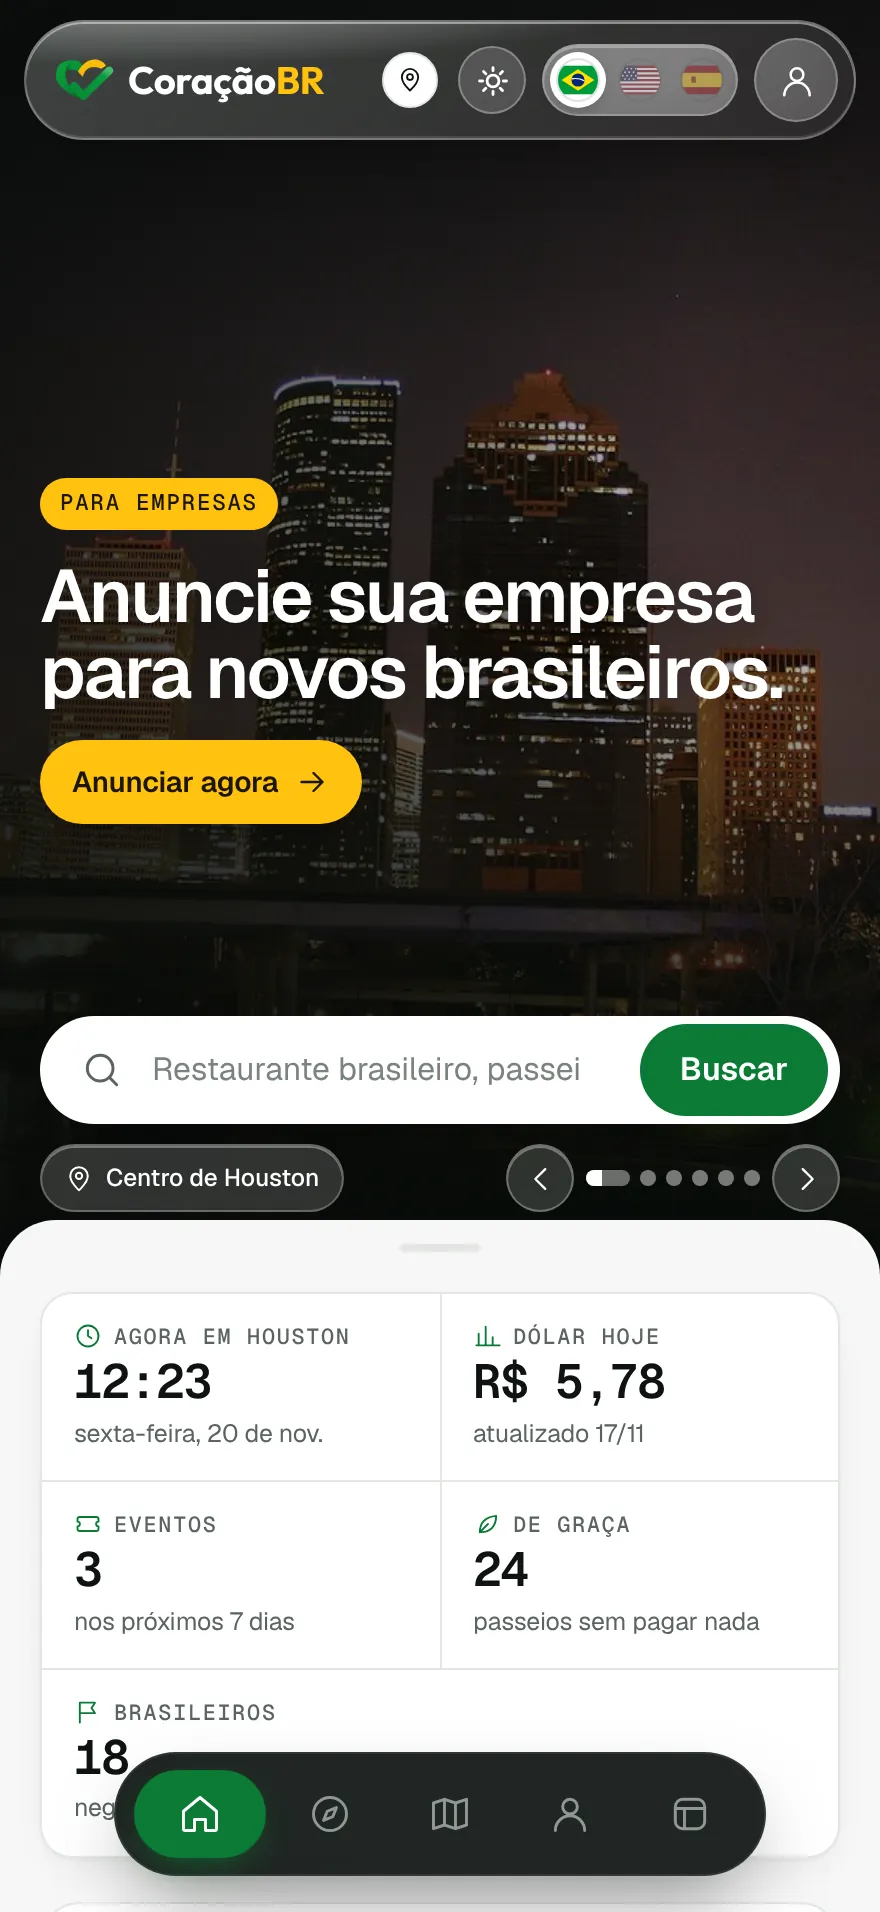 CoraçãoBR
PARA EMPRESAS
Anuncie sua empresa
para novos brasileiros.
Anunciar agora
Restaurante brasileiro, passei
Buscar
Centro de Houston
AGORA EM HOUSTON
12:23
sexta-feira, 20 de nov.
DÓLAR HOJE
R$ 5,78
atualizado 17/11
EVENTOS
3
nos próximos 7 dias
DE GRAÇA
24
passeios sem pagar nada
BRASILEIROS
18
neg